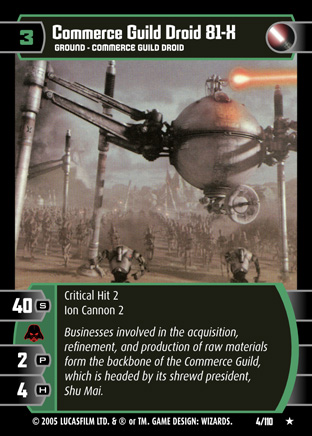 3 Commerce Guild Droid 81-X
GROUND - COMMERCE GUILD DROID
40 S
Critical Hit 2
Ion Cannon 2
2 P
4 H
Businesses involved in the acquisition,
refinement, and production of raw materials
form the backbone of the Commerce Guild,
which is headed by its shrewd president,
Shu Mai.
© 2005 LUCASFILM LTD. & ® or TM. GAME DESIGN: WIZARDS. 4/110 ★